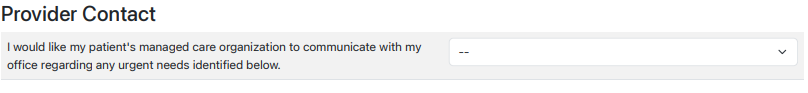 Provider Contact
I would like my patient's managed care organization to communicate with my
office regarding any urgent needs identified below.
--